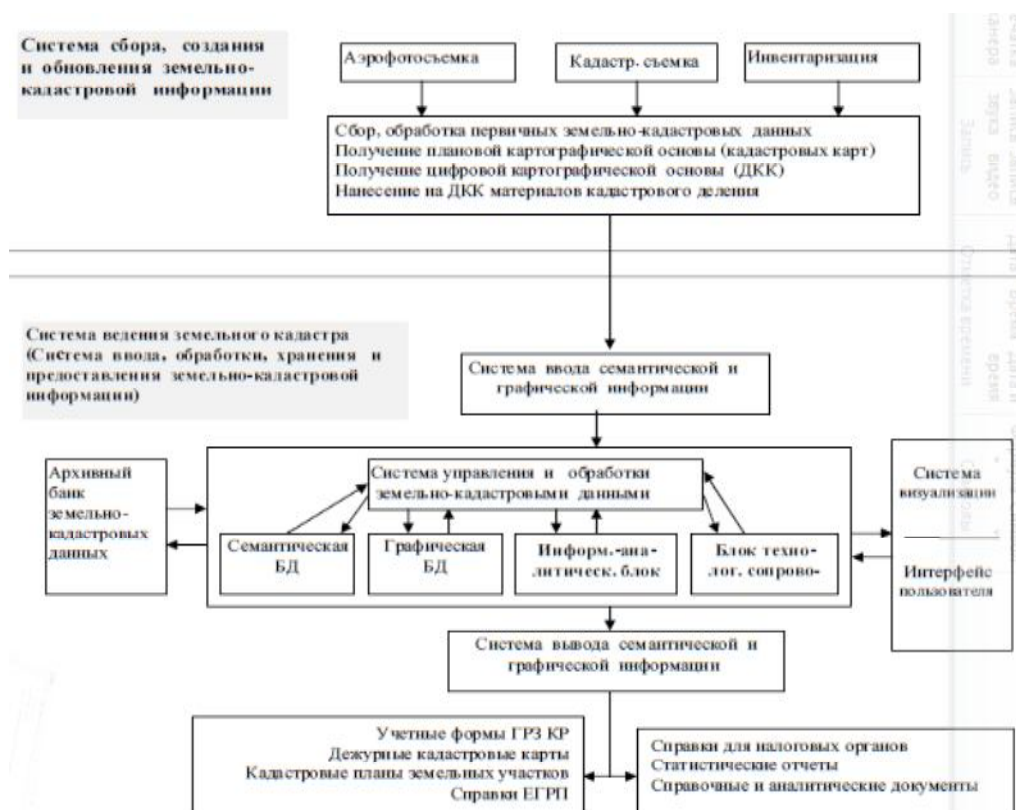 Система сбора, создания
и обновления земельно-
кадастровой информации
Аэрофотосъемка
Кадастр. съемка
Инвентаризация
Сбор, обработка первичных земельно-кадастровых данных
Получение плановой картографической основы (кадастровых карт)
Получение цифровой картографической основы (ДКК)
Нанесение на ДКК материалов кадастрового деления
Система ведения земельного кадастра
(Система ввода, обработки, хранения и
предоставления земельно-каластровой
информации)
Система ввода семантической и
графической информации
Архивный
банк
земельно-
кадастровых
данных
Система управления и обработки
земельно-кадастровыми данными
Семантическая
БД
Графическая
БД
Информ.-ана-
литическ. блок
Блок техно-
лог. сопрово-
Система
визуализации
Интерфейс
пользователя
Система вывода семантической и
графической информации
Учетные формы ГРЗ КР
Дежурные кадастровые карты
Кадастровые планы земельных участков
Справки ЕГРП
Справки для налоговых органов
Статистические отчеты
Справочные и аналитические документы